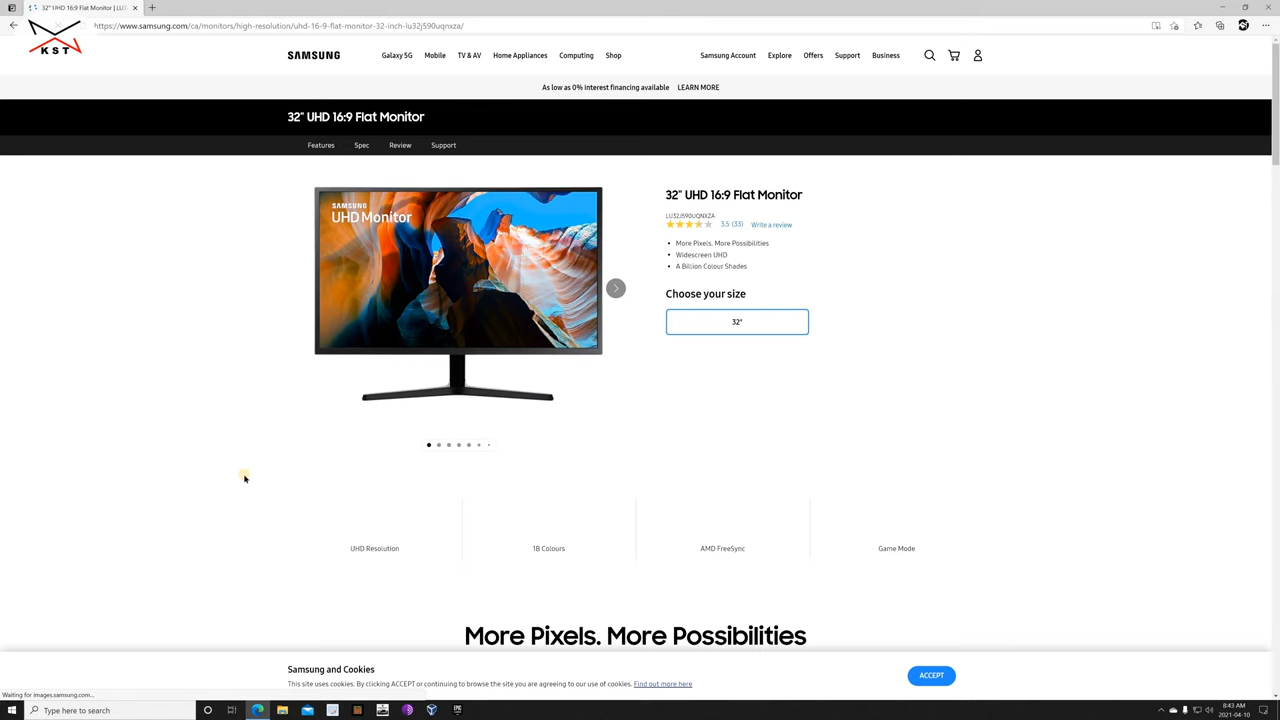 32" UHD 16:9 Flat Monitor | LU3
https://www.samsung.com/ca/monitors/high-resolution/uhd-16-9-flat-monitor-32-inch-lu32j590uqnxza/
KST
SAMSUNG
Galaxy 5G
Mobile
TV & AV
Home Appliances
Computing
Shop
Samsung Account
Explore
Offers
Support
Business
As low as 0% interest financing available LEARN MORE
32" UHD 16:9 Flat Monitor
Features
Spec
Review
Support
SAMSUNG
UHD Monitor
32" UHD 16:9 Flat Monitor
LU32J590UQNXZA
3.5 (33) Write a review
• More Pixels. More Possibilities
• Widescreen UHD
• A Billion Colour Shades
Choose your size
32"
UHD Resolution
1B Colours
AMD FreeSync
Game Mode
More Pixels. More Possibilities
Samsung and Cookies
This site uses cookies. By clicking ACCEPT or continuing to browse the site you are agreeing to our use of cookies. Find out more here
ACCEPT
Waiting for images.samsung.com...
Type here to search
EPIC
8:43 AM
2021-04-10